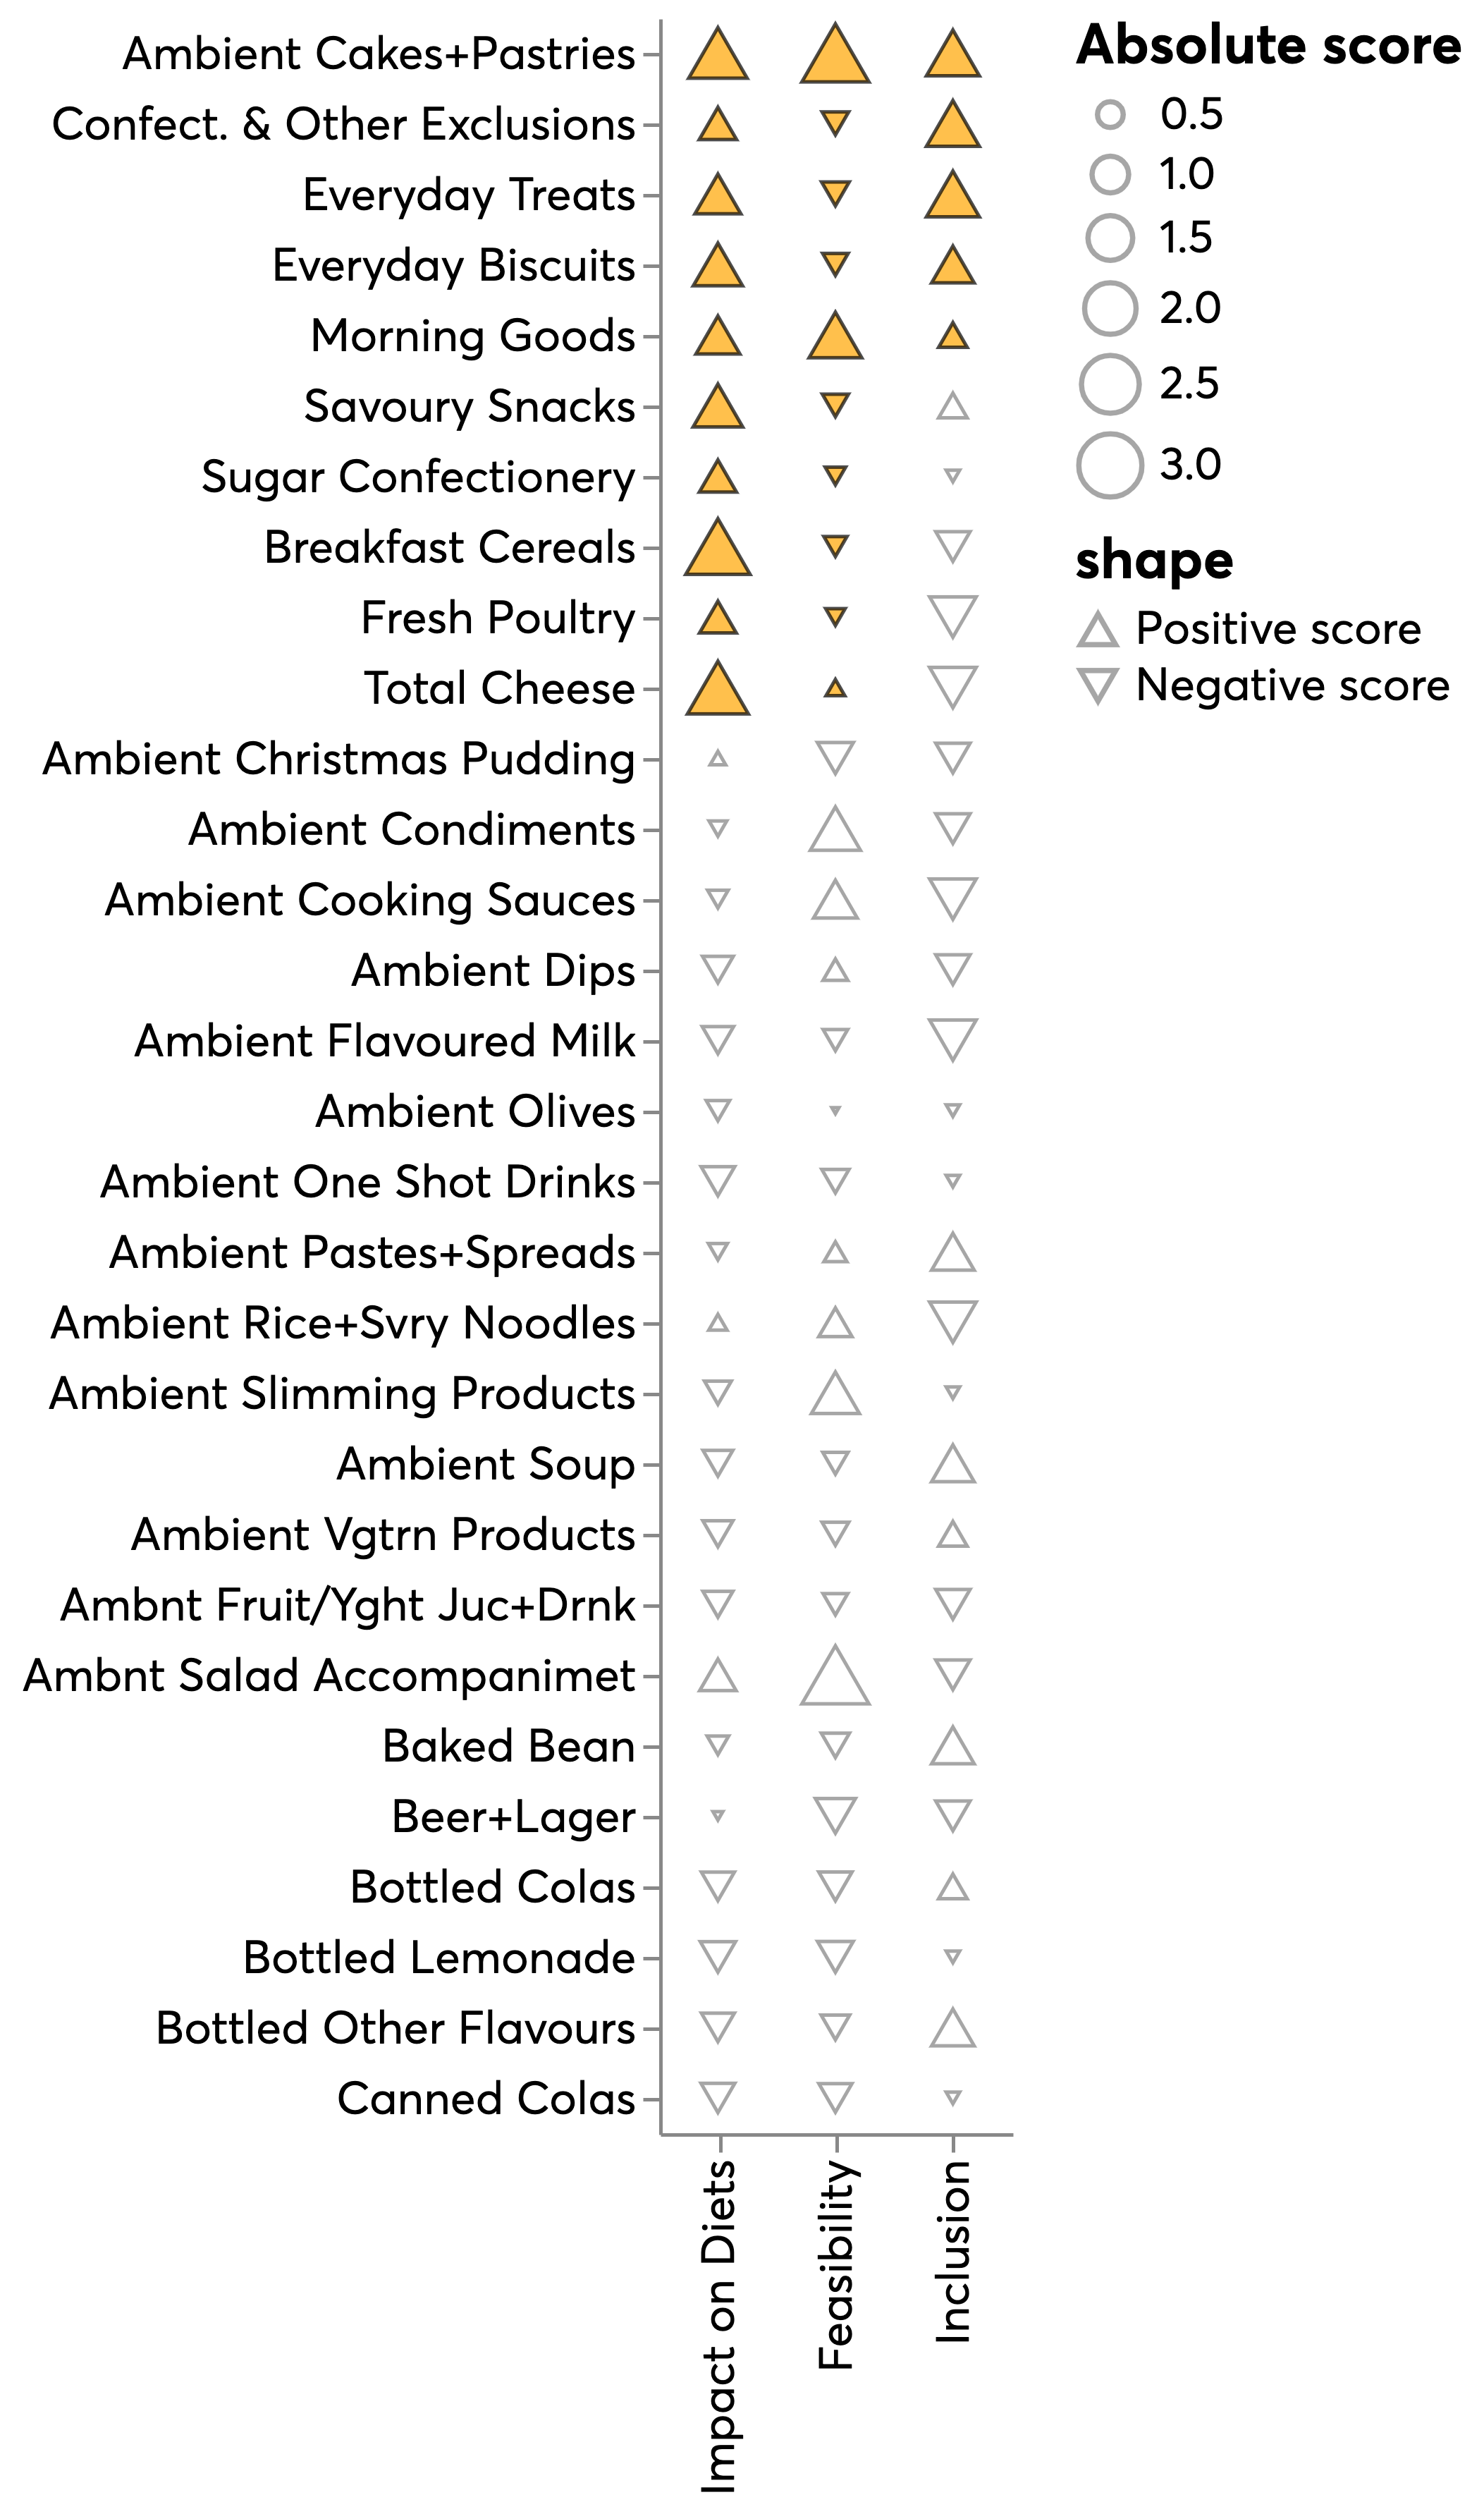 Ambient Cakes+Pastries
Confect. & Other Exclusions
Everyday Treats
Everyday Biscuits
Morning Goods
Savoury Snacks
Sugar Confectionery
Breakfast Cereals
Fresh Poultry
Total Cheese
Ambient Christmas Pudding
Ambient Condiments
Ambient Cooking Sauces
Ambient Dips
Ambient Flavoured Milk
Ambient Olives
Ambient One Shot Drinks
Ambient Pastes+Spreads
Ambient Rice+Svry Noodles
Ambient Slimming Products
Ambient Soup
Ambient Vgtrn Products
Ambnt Fruit/Yght Juc+Drnk
Ambnt Salad Accompaninet
Baked Bean
Beer+Lager
Bottled Colas
Bottled Lemonade
Bottled Other Flavours
Canned Colas
Impact on Diets
Feasibility
Inclusion
Absolute score
0.5
1.0
1.5
2.0
2.5
3.0
shape
Positive score
Negative score